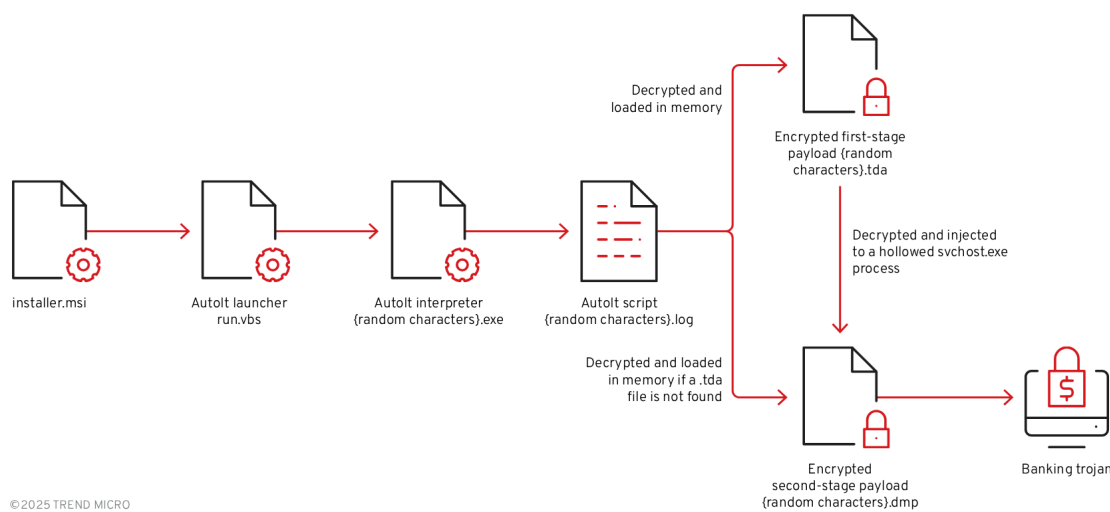 Decrypted and
loaded in memory
Encrypted first-stage
payload {random
characters}.tda
Decrypted and injected
to a hollowed svchost.exe
process
installer.msi
AutoIt launcher
run.vbs
AutoIt interpreter
{random characters}.exe
AutoIt script
{random characters}.log
Decrypted and loaded
in memory if a .tda
file is not found
$
Encrypted
second-stage payload
{random characters}.dmp
Banking trojan
©2025 TREND MICRO